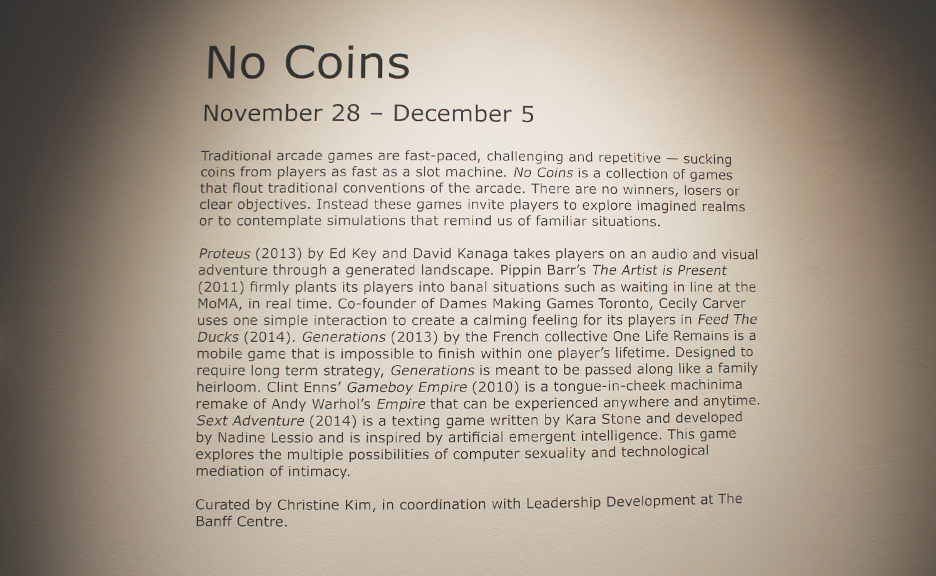 No Coins
November 28 – December 5
Traditional arcade games are fast-paced, challenging and repetitive — sucking
coins from players as fast as a slot machine. No Coins is a collection of games
that flout traditional conventions of the arcade. There are no winners, losers or
clear objectives. Instead these games invite players to explore imagined realms
or to contemplate simulations that remind us of familiar situations.
Proteus (2013) by Ed Key and David Kanaga takes players on an audio and visual
adventure through a generated landscape. Pippin Barr’s The Artist is Present
(2011) firmly plants its players into banal situations such as waiting in line at the
MoMA, in real time. Co-founder of Dames Making Games Toronto, Cecily Carver
uses one simple interaction to create a calming feeling for its players in Feed The
Ducks (2014). Generations (2013) by the French collective One Life Remains is a
mobile game that is impossible to finish within one player’s lifetime. Designed to
require long term strategy, Generations is meant to be passed along like a family
heirloom. Clint Enns’ Gameboy Empire (2010) is a tongue-in-cheek machinima
remake of Andy Warhol’s Empire that can be experienced anywhere and anytime.
Sext Adventure (2014) is a texting game written by Kara Stone and developed
by Nadine Lessio and is inspired by artificial emergent intelligence. This game
explores the multiple possibilities of computer sexuality and technological
mediation of intimacy.
Curated by Christine Kim, in coordination with Leadership Development at The
Banff Centre.